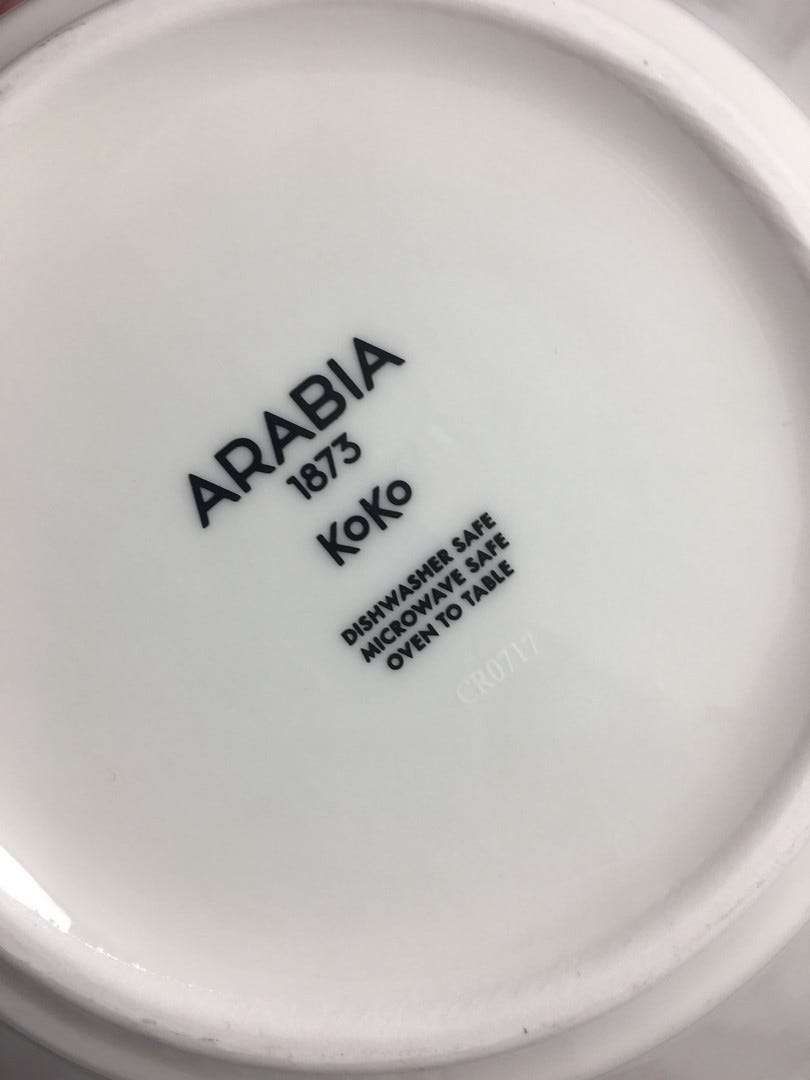 ARABIA
1873
KoKo
DISHWASHER SAFE
MICROWAVE SAFE
OVEN TO TABLE
CR0717